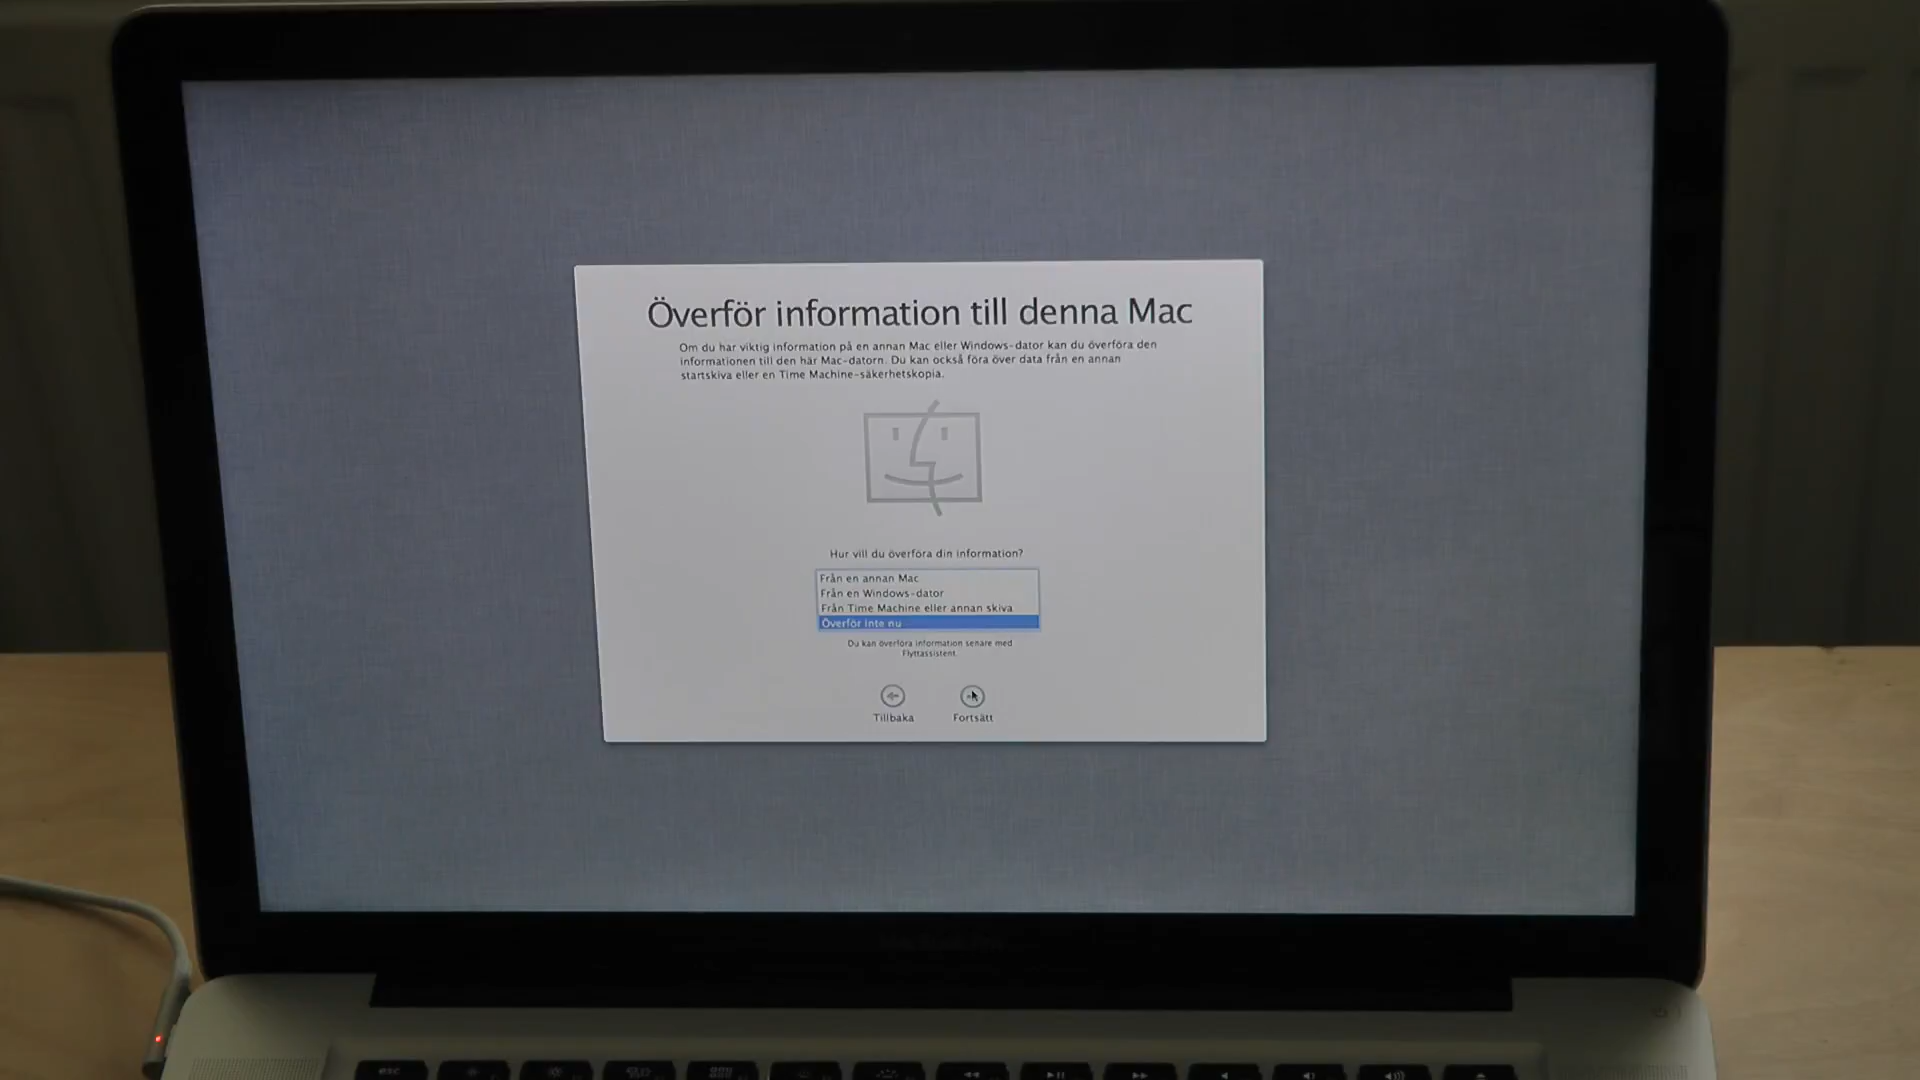 Överför information till denna Mac
Om du har viktig information på en annan Mac eller Windows-dator kan du överföra den
informationen till den här Mac-datorn. Du kan också föra över data från en annan
startskiva eller en Time Machine-säkerhetskopia.
Hur vill du överföra din information?
Från en annan Mac
Från en Windows-dator
Från Time Machine eller annan skiva
Överför inte nu
Du kan överföra information senare med
Flyttassistent.
Tillbaka
Fortsätt
esc